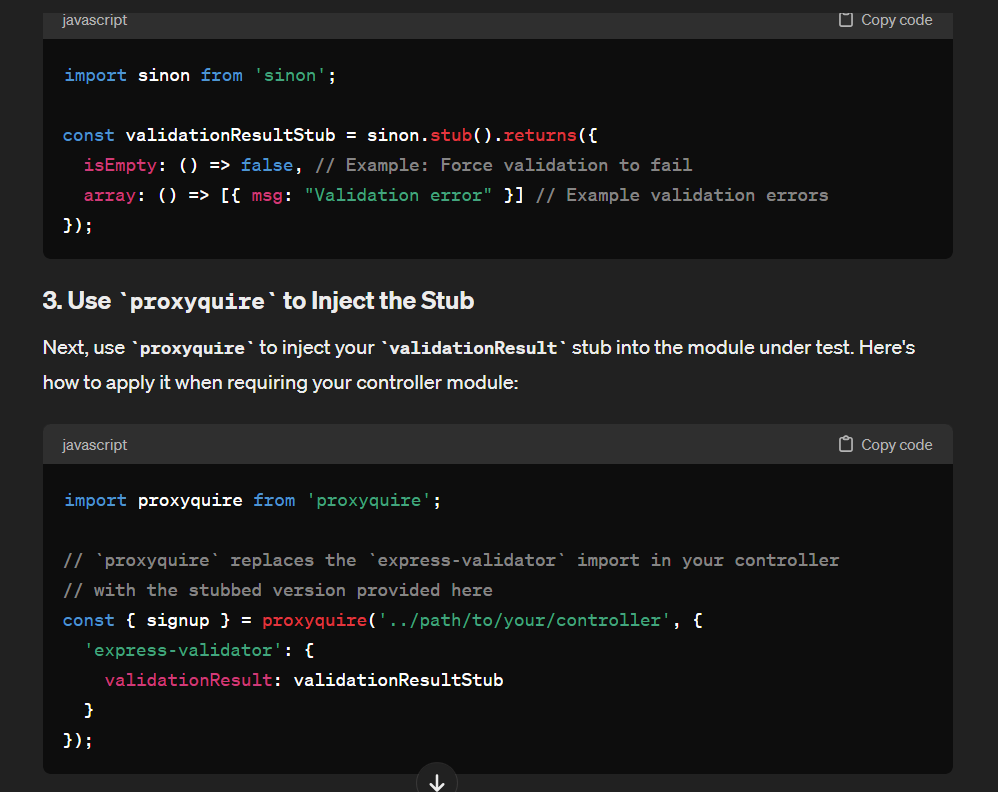 javascript Copy code
import sinon from 'sinon';
const validationResultStub = sinon.stub().returns({
isEmpty: () => false, // Example: Force validation to fail
array: () => [{ msg: "Validation error" }] // Example validation errors
});
3. Use `proxyquire` to Inject the Stub
Next, use `proxyquire` to inject your `validationResult` stub into the module under test. Here's
how to apply it when requiring your controller module:
javascript Copy code
import proxyquire from 'proxyquire';
// `proxyquire` replaces the `express-validator` import in your controller
// with the stubbed version provided here
const { signup } = proxyquire('../path/to/your/controller', {
'express-validator': {
validationResult: validationResultStub
}
});